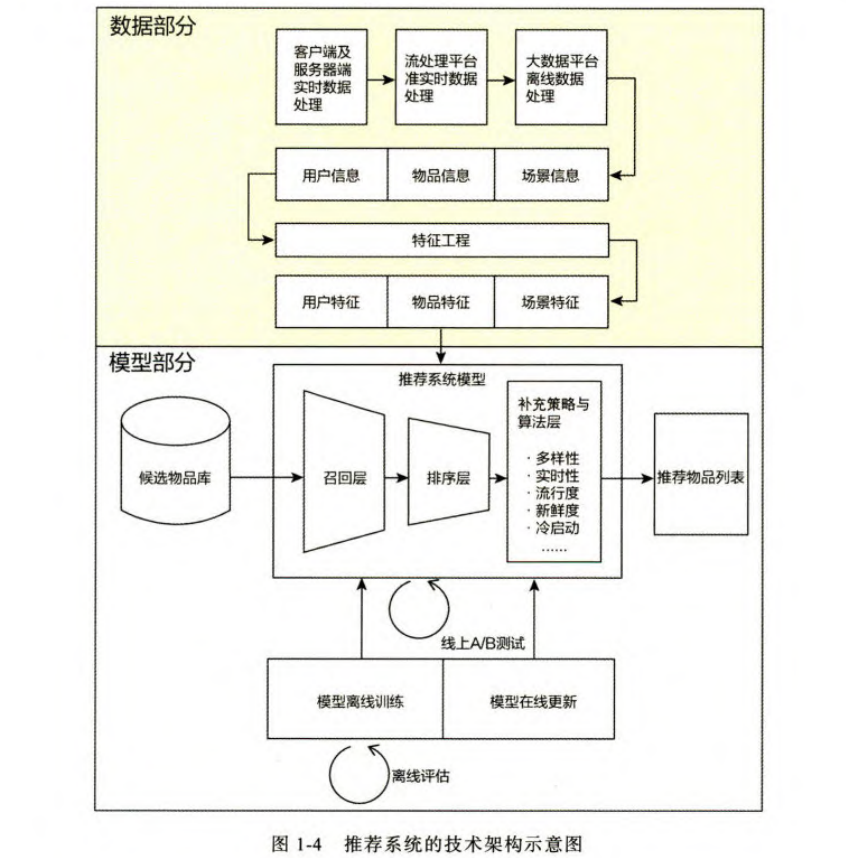 数据部分
客户端及
服务器端
实时数据
处理
流处理平台
准实时数据
处理
大数据平台
离线数据
处理
用户信息
物品信息
场景信息
特征工程
用户特征
物品特征
场景特征
模型部分
推荐系统模型
候选物品库
召回层
排序层
补充策略与
算法层
· 多样性
· 实时性
· 流行度
· 新鲜度
· 冷启动
……
推荐物品列表
线上A/B测试
模型离线训练
模型在线更新
离线评估
图 1-4 推荐系统的技术架构示意图